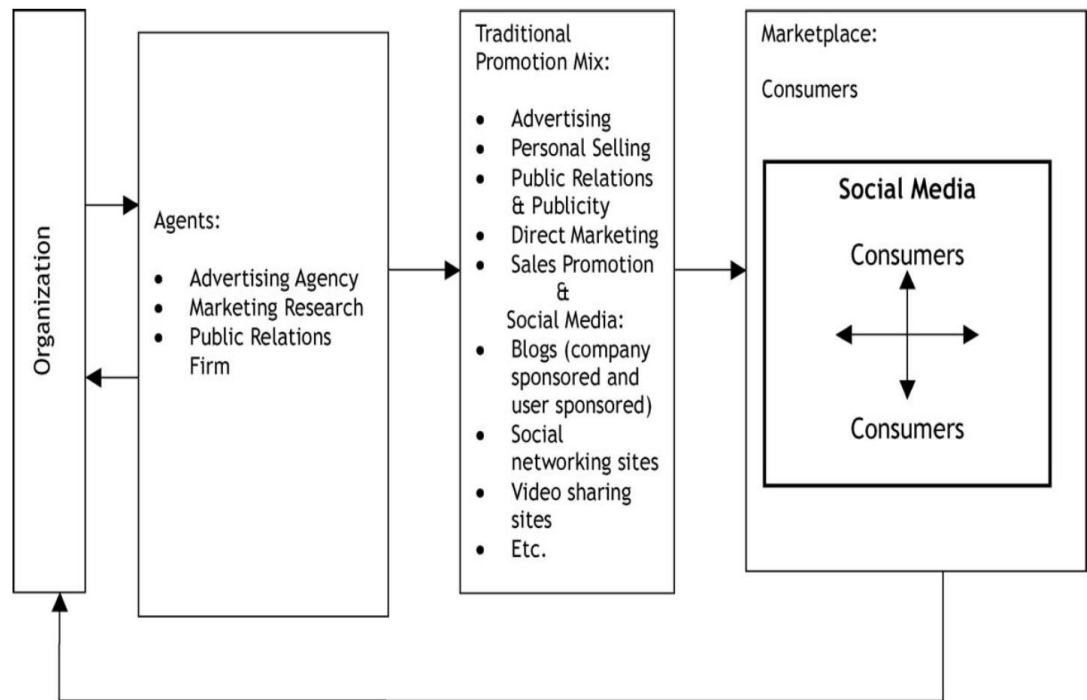 Organization
Agents:
• Advertising Agency
• Marketing Research
• Public Relations
Firm
Traditional
Promotion Mix:
• Advertising
• Personal Selling
• Public Relations
& Publicity
• Direct Marketing
• Sales Promotion
&
Social Media:
• Blogs (company
sponsored and
user sponsored)
• Social
networking sites
• Video sharing
sites
• Etc.
Marketplace:
Consumers
Social Media
Consumers
Consumers